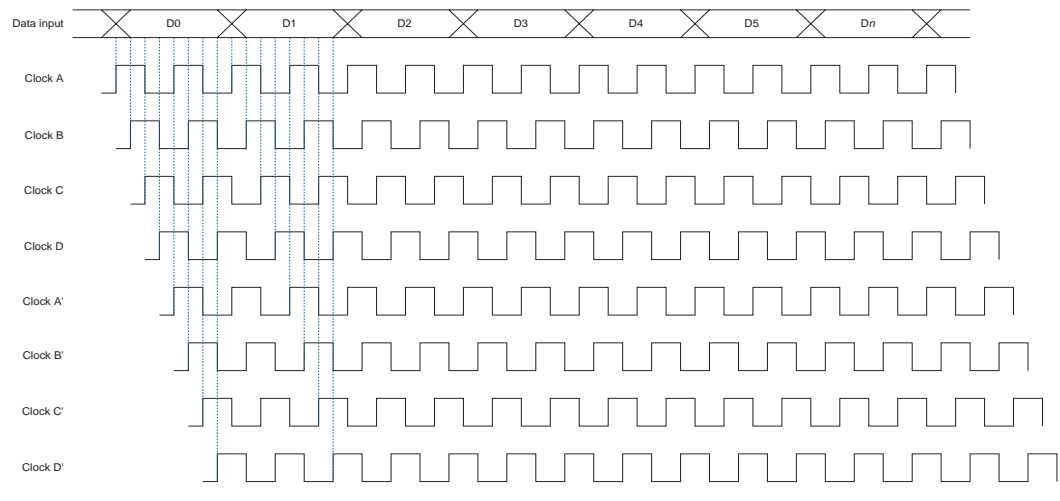 Data input D0 D1 D2 D3 D4 D5 Dn
Clock A
Clock B
Clock C
Clock D
Clock A'
Clock B'
Clock C'
Clock D'